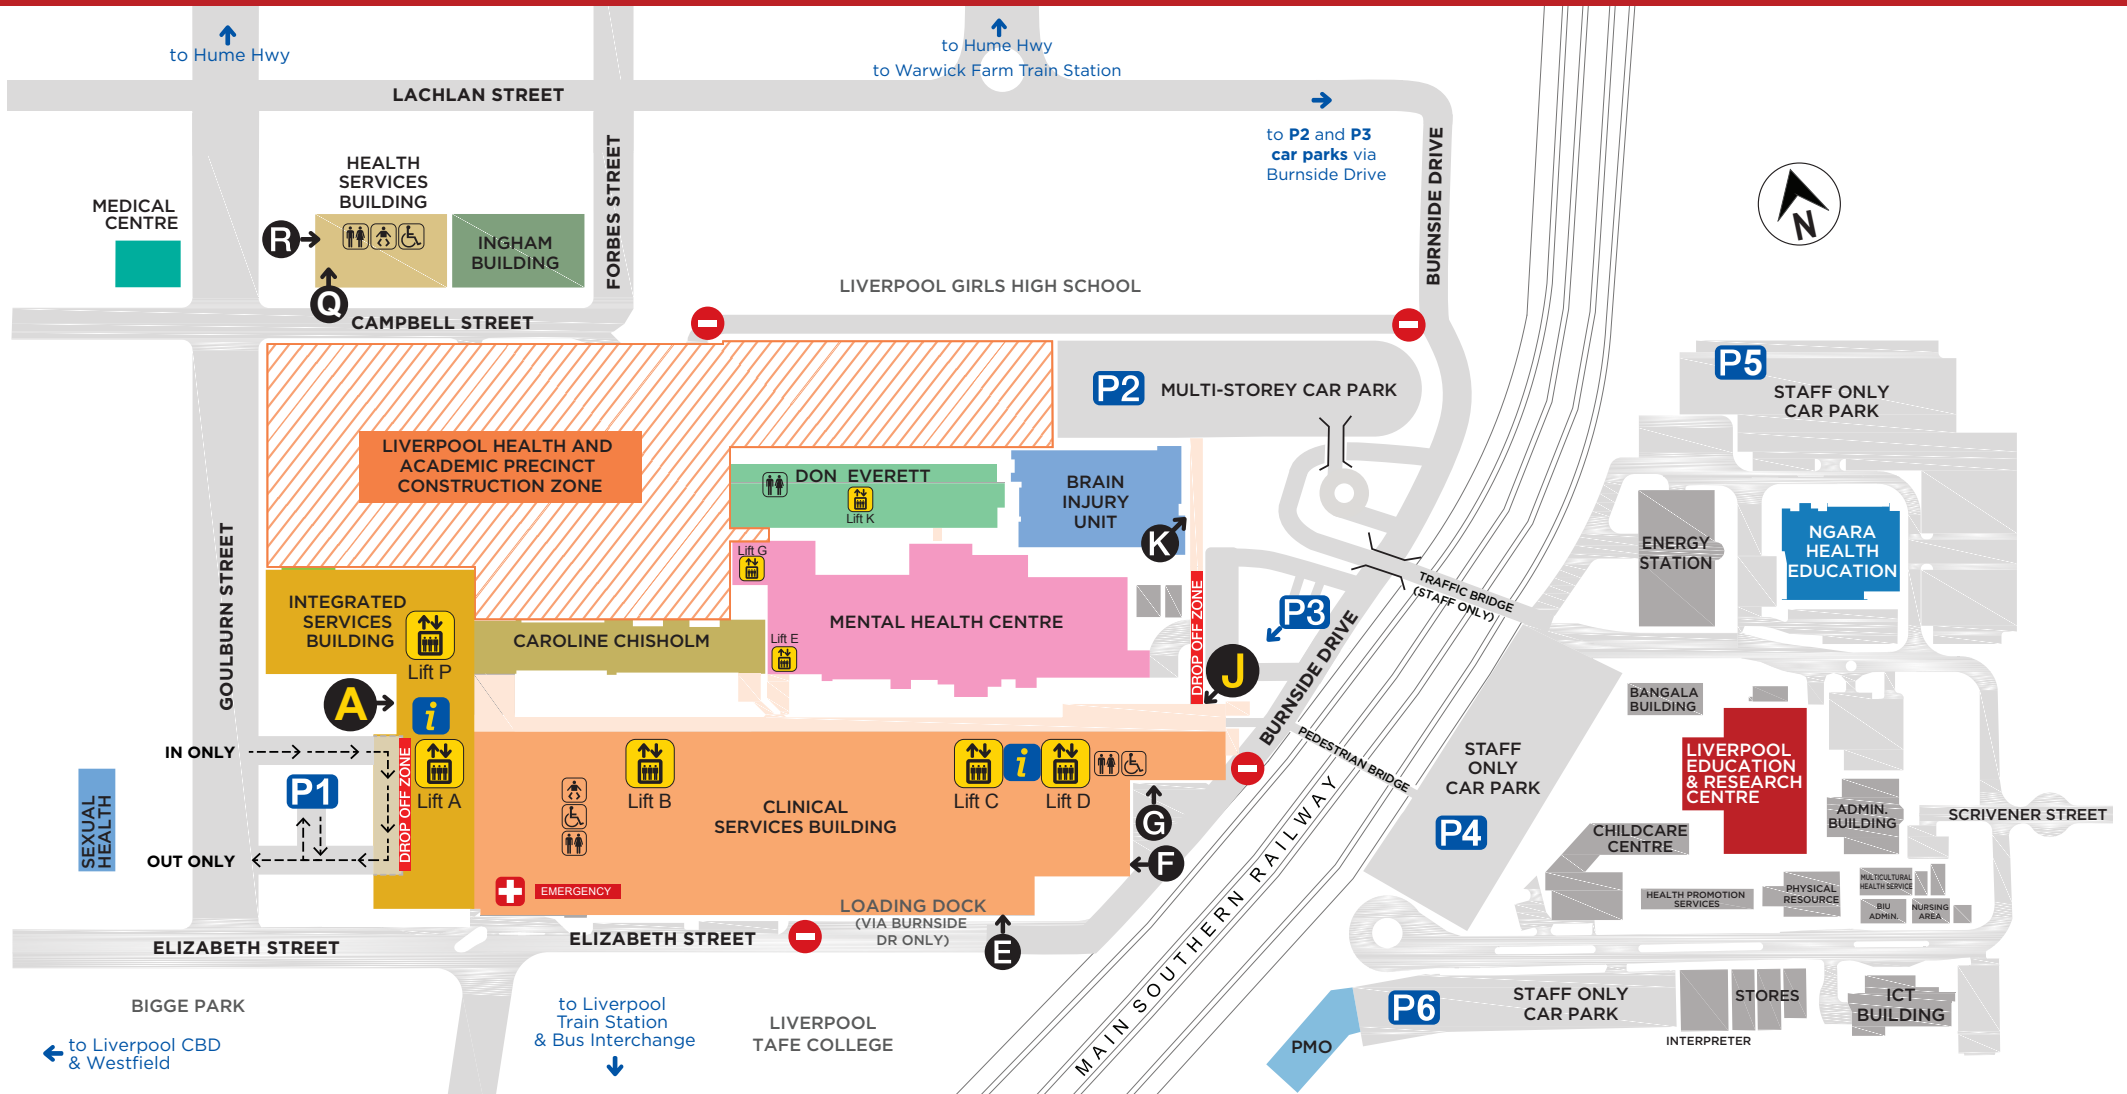 to Hume Hwy
to Hume Hwy
to Warwick Farm Train Station
LACHLAN STREET
to P2 and P3
car parks via
Burnside Drive
BURNSIDE DRIVE
FORBES STREET
HEALTH
SERVICES
BUILDING
MEDICAL
CENTRE
R
INGHAM
BUILDING
Q
CAMPBELL STREET
LIVERPOOL GIRLS HIGH SCHOOL
N
P2
MULTI-STOREY CAR PARK
P5
STAFF ONLY
CAR PARK
LIVERPOOL HEALTH AND
ACADEMIC PRECINCT
CONSTRUCTION ZONE
DON EVERETT
Lift K
BRAIN
INJURY
UNIT
K
Lift G
ENERGY
STATION
NGARA
HEALTH
EDUCATION
GOULBURN STREET
INTEGRATED
SERVICES
BUILDING
Lift P
CAROLINE CHISHOLM
Lift E
MENTAL HEALTH CENTRE
DROP OFF ZONE
P3
J
BURNSIDE DRIVE
TRAFFIC BRIDGE
(STAFF ONLY)
A
i
IN ONLY
P1
OUT ONLY
DROP OFF ZONE
Lift A
SEXUAL
HEALTH
Lift B
Lift C
i
Lift D
CLINICAL
SERVICES BUILDING
G
F
EMERGENCY
LOADING DOCK
(VIA BURNSIDE
DR ONLY)
E
PEDESTRIAN BRIDGE
MAIN SOUTHERN RAILWAY
STAFF
ONLY
CAR PARK
P4
BANGALA
BUILDING
LIVERPOOL
EDUCATION
& RESEARCH
CENTRE
ADMIN.
BUILDING
SCRIVENER STREET
CHILDCARE
CENTRE
HEALTH PROMOTION
SERVICES
PHYSICAL
RESOURCE
MULTICULTURAL
HEALTH SERVICE
BIU
ADMIN.
NURSING
AREA
ELIZABETH STREET
ELIZABETH STREET
BIGGE PARK
to Liverpool CBD
& Westfield
to Liverpool
Train Station
& Bus Interchange
LIVERPOOL
TAFE COLLEGE
PMO
P6
STAFF ONLY
CAR PARK
INTERPRETER
STORES
ICT
BUILDING